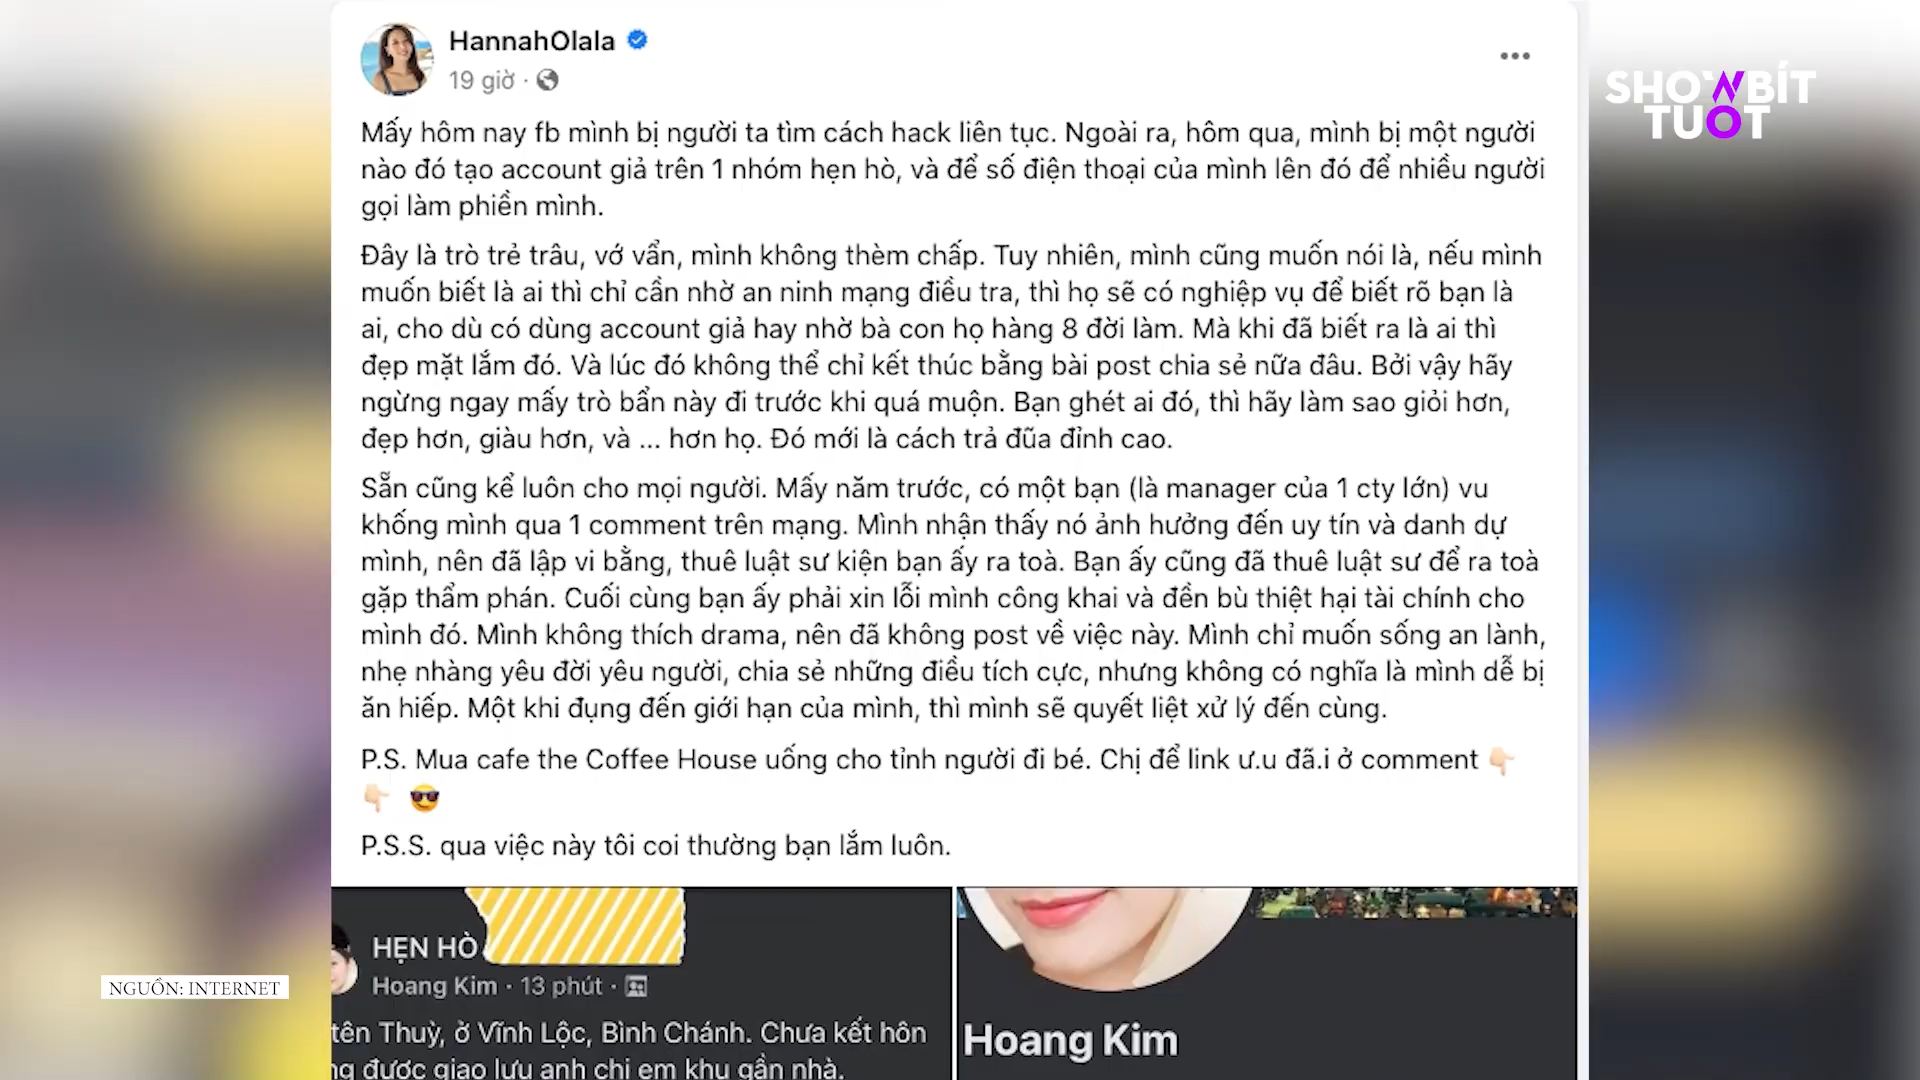 HannahOlala
19 giờ ·
SHOWBÍT
TUỐT
Mấy hôm nay fb mình bị người ta tìm cách hack liên tục. Ngoài ra, hôm qua, mình bị một người
nào đó tạo account giả trên 1 nhóm hẹn hò, và để số điện thoại của mình lên đó để nhiều người
gọi làm phiền mình.
Đây là trò trẻ trâu, vớ vẩn, mình không thèm chấp. Tuy nhiên, mình cũng muốn nói là, nếu mình
muốn biết là ai thì chỉ cần nhờ an ninh mạng điều tra, thì họ sẽ có nghiệp vụ để biết rõ bạn là
ai, cho dù có dùng account giả hay nhờ bà con họ hàng 8 đời làm. Mà khi đã biết ra là ai thì
đẹp mặt lắm đó. Và lúc đó không thể chỉ kết thúc bằng bài post chia sẻ nữa đâu. Bởi vậy hãy
ngừng ngay mấy trò bẩn này đi trước khi quá muộn. Bạn ghét ai đó, thì hãy làm sao giỏi hơn,
đẹp hơn, giàu hơn, và ... hơn họ. Đó mới là cách trả đũa đỉnh cao.
Sẵn cũng kể luôn cho mọi người. Mấy năm trước, có một bạn (là manager của 1 cty lớn) vu
khống mình qua 1 comment trên mạng. Mình nhận thấy nó ảnh hưởng đến uy tín và danh dự
mình, nên đã lập vi bằng, thuê luật sư kiện bạn ấy ra toà. Bạn ấy cũng đã thuê luật sư để ra toà
gặp thẩm phán. Cuối cùng bạn ấy phải xin lỗi mình công khai và đền bù thiệt hại tài chính cho
mình đó. Mình không thích drama, nên đã không post về việc này. Mình chỉ muốn sống an lành,
nhẹ nhàng yêu đời yêu người, chia sẻ những điều tích cực, nhưng không có nghĩa là mình dễ bị
ăn hiếp. Một khi đụng đến giới hạn của mình, thì mình sẽ quyết liệt xử lý đến cùng.
P.S. Mua cafe the Coffee House uống cho tỉnh người đi bé. Chị để link ư.u đã.i ở comment 👇🏻
👇🏻 😎
P.S.S. qua việc này tôi coi thường bạn lắm luôn.
HẸN HÒ
Hoang Kim · 13 phút ·
tên Thuỳ, ở Vĩnh Lộc, Bình Chánh. Chưa kết hôn
ng được giao lưu anh chị em khu gần nhà.
Hoang Kim
NGUỒN: INTERNET